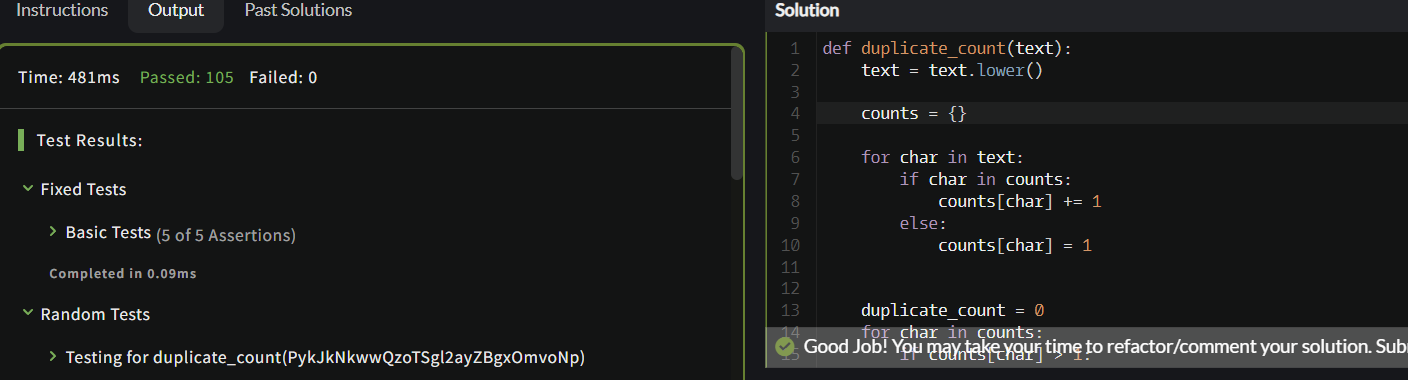 Instructions Output Past Solutions
Time: 481ms Passed: 105 Failed: 0
Test Results:
Fixed Tests
Basic Tests (5 of 5 Assertions)
Completed in 0.09ms
Random Tests
Testing for duplicate_count(PykJkNkwwQzoTSgl2ayZBgxOmvoNp)
Solution
1 def duplicate_count(text):
2 text = text.lower()
3
4 counts = {}
5
6 for char in text:
7 if char in counts:
8 counts[char] += 1
9 else:
10 counts[char] = 1
11
12
13 duplicate_count = 0
14 for char in counts:
15 if counts[char] > 1:
Good Job! You may take your time to refactor/comment your solution. Sub